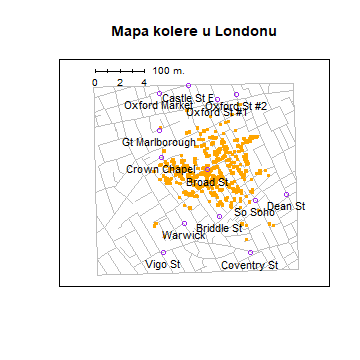 Mapa kolere u Londonu
100 m.
0 2 4
Castle St E
Oxford Market
Oxford St #2
Oxford St #1
Gt Marlborough
Crown Chapel
Broad St
So Soho
Dean St
Briddle St
Warwick
Vigo St
Coventry St